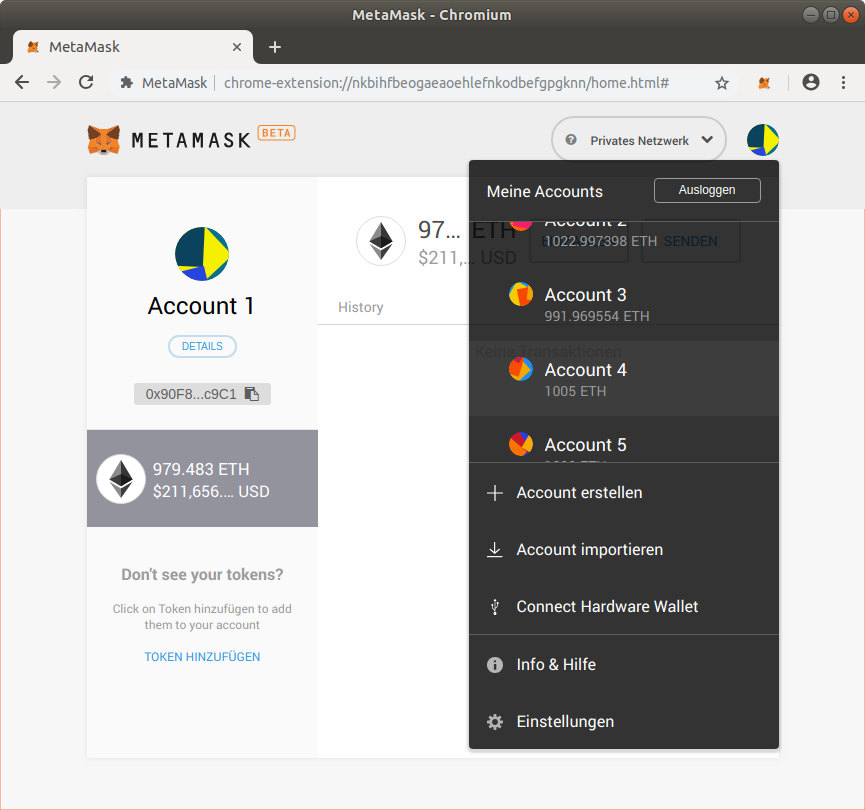 MetaMask - Chromium
MetaMask
MetaMask
chrome-extension://nkbihfbeogaeaoehlefnkodbefgpgknn/home.html#
METAMASK BETA
Privates Netzwerk
Account 1
DETAILS
0x90F8...c9C1
979.483 ETH
$211,656.... USD
Don't see your tokens?
Click on Token hinzufügen to add
them to your account
TOKEN HINZUFÜGEN
97... ETH
$211,... USD
SENDEN
History
Keine Transaktionen
Meine Accounts
Ausloggen
Account 2
1022.997398 ETH
Account 3
991.969554 ETH
Account 4
1005 ETH
Account 5
Account erstellen
Account importieren
Connect Hardware Wallet
Info & Hilfe
Einstellungen